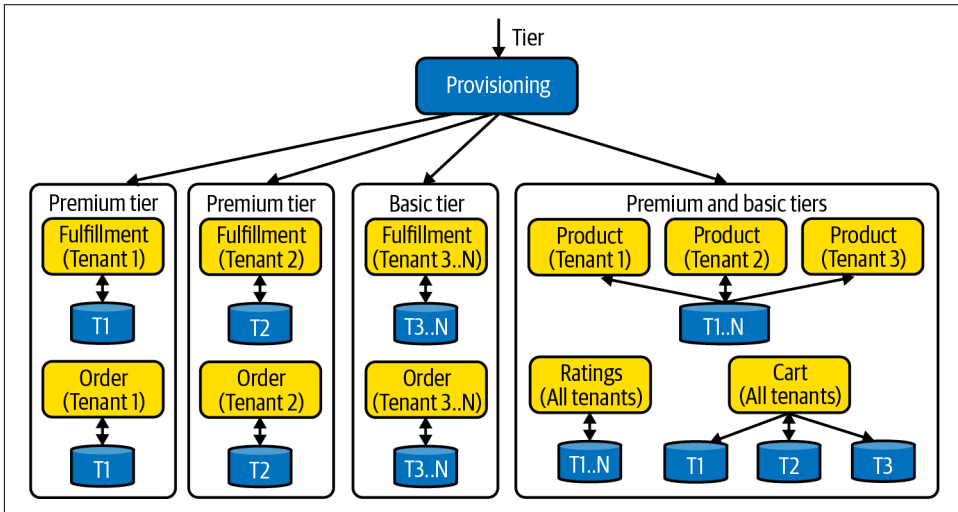 Tier
Provisioning
Premium tier
Fulfillment
(Tenant 1)
T1
Order
(Tenant 1)
T1
Premium tier
Fulfillment
(Tenant 2)
T2
Order
(Tenant 2)
T2
Basic tier
Fulfillment
(Tenant 3..N)
T3..N
Order
(Tenant 3..N)
T3..N
Premium and basic tiers
Product
(Tenant 1)
Product
(Tenant 2)
Product
(Tenant 3)
T1..N
Ratings
(All tenants)
T1..N
Cart
(All tenants)
T1
T2
T3